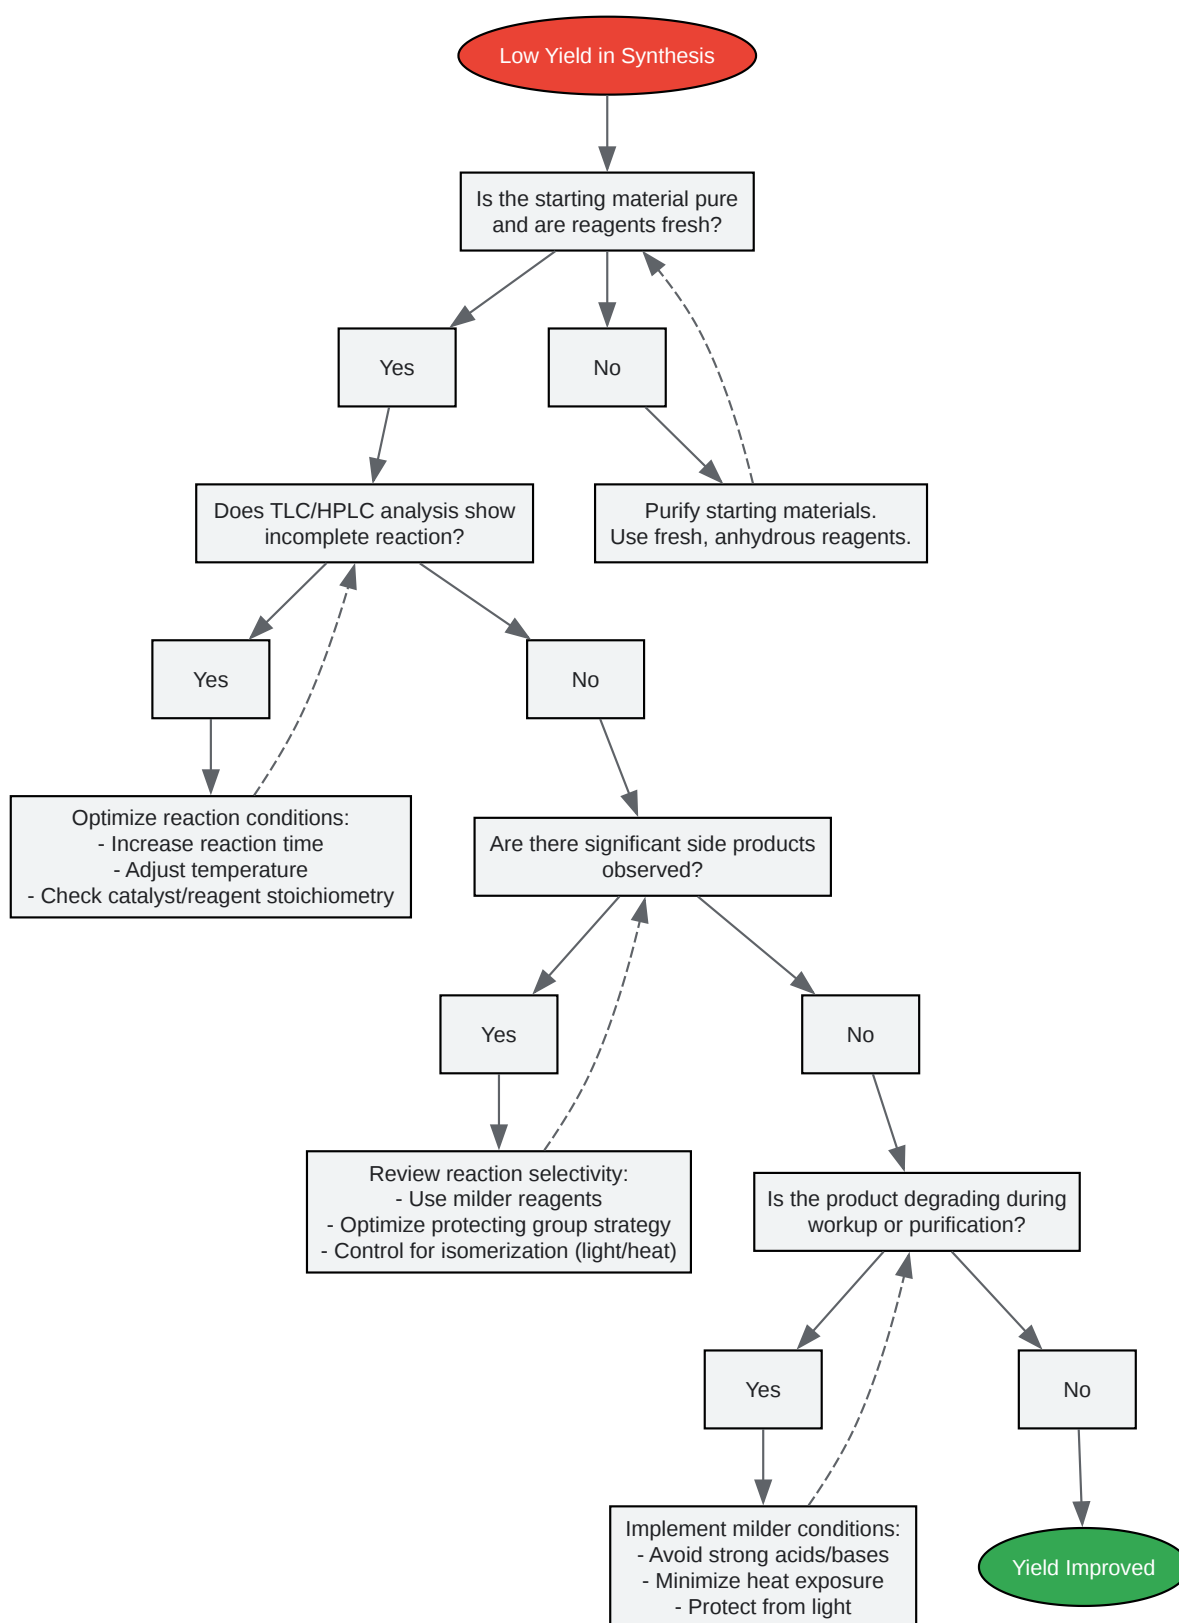 Low Yield in Synthesis
Is the starting material pure
and are reagents fresh?
Yes
No
Does TLC/HPLC analysis show
incomplete reaction?
Purify starting materials.
Use fresh, anhydrous reagents.
Yes
No
Optimize reaction conditions:
- Increase reaction time
- Adjust temperature
- Check catalyst/reagent stoichiometry
Are there significant side products
observed?
Yes
No
Review reaction selectivity:
- Use milder reagents
- Optimize protecting group strategy
- Control for isomerization (light/heat)
Is the product degrading during
workup or purification?
Yes
No
Implement milder conditions:
- Avoid strong acids/bases
- Minimize heat exposure
- Protect from light
Yield Improved